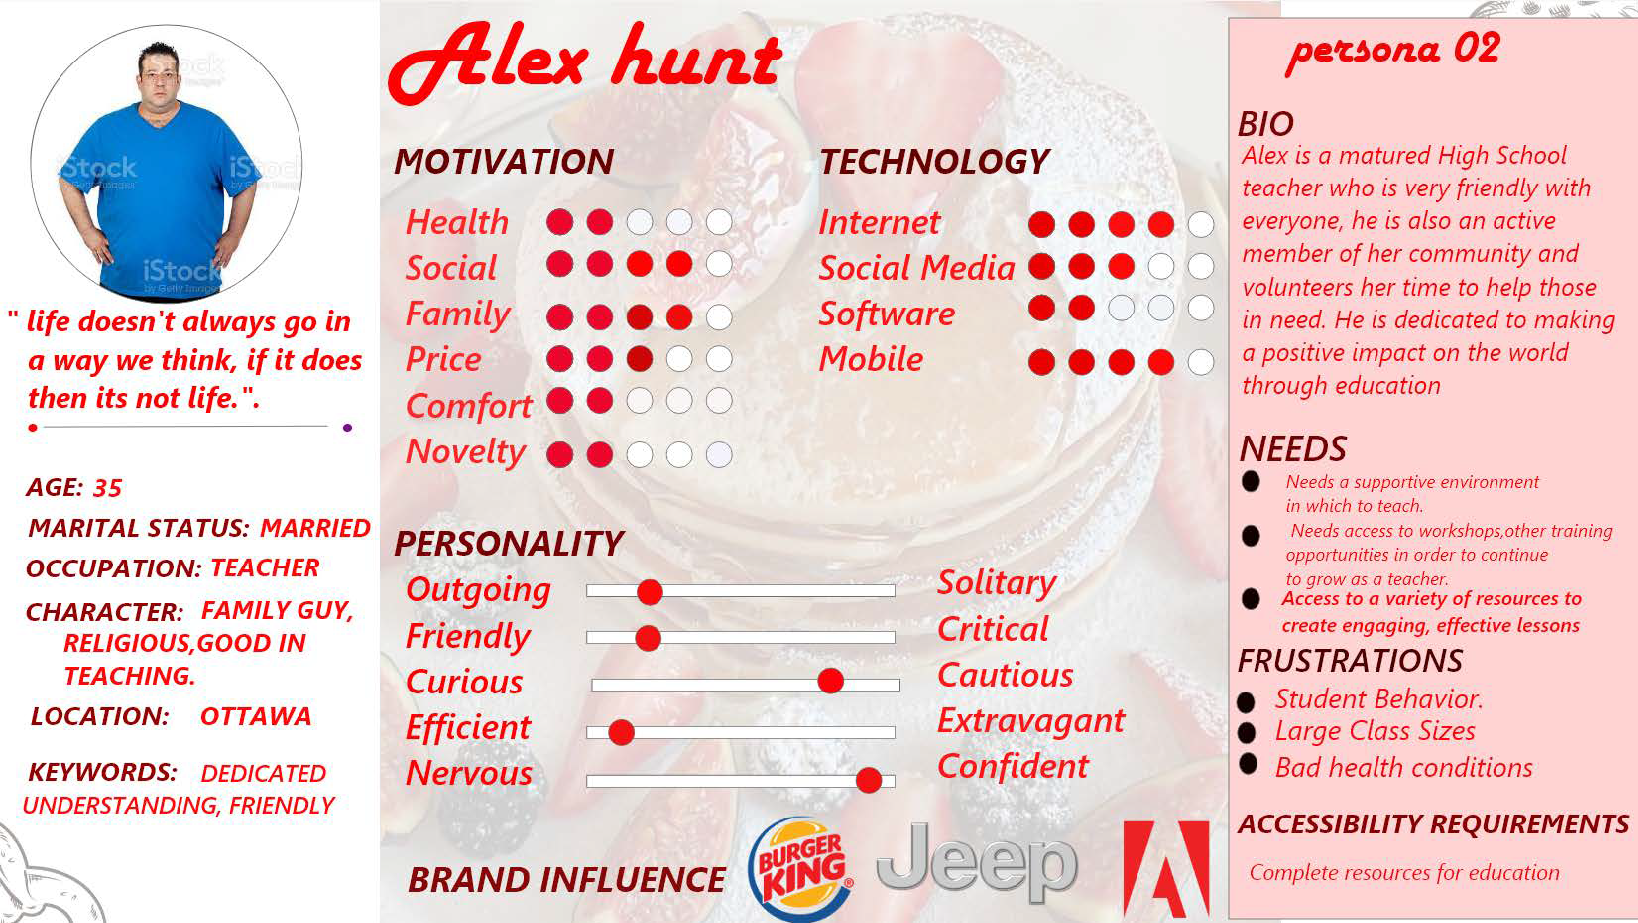 Alex hunt
persona 02
iStock
by Getty Images
" life doesn't always go in
a way we think, if it does
then its not life.".
AGE: 35
MARITAL STATUS: MARRIED
OCCUPATION: TEACHER
CHARACTER: FAMILY GUY,
RELIGIOUS,GOOD IN
TEACHING.
LOCATION: OTTAWA
KEYWORDS: DEDICATED
UNDERSTANDING, FRIENDLY
MOTIVATION
Health
Social
Family
Price
Comfort
Novelty
TECHNOLOGY
Internet
Social Media
Software
Mobile
PERSONALITY
Outgoing Solitary
Friendly Critical
Curious Cautious
Efficient Extravagant
Nervous Confident
BRAND INFLUENCE
BURGER
KING®
Jeep
BIO
Alex is a matured High School
teacher who is very friendly with
everyone, he is also an active
member of her community and
volunteers her time to help those
in need. He is dedicated to making
a positive impact on the world
through education
NEEDS
Needs a supportive environment
in which to teach.
Needs access to workshops,other training
opportunities in order to continue
to grow as a teacher.
Access to a variety of resources to
create engaging, effective lessons
FRUSTRATIONS
Student Behavior.
Large Class Sizes
Bad health conditions
ACCESSIBILITY REQUIREMENTS
Complete resources for education